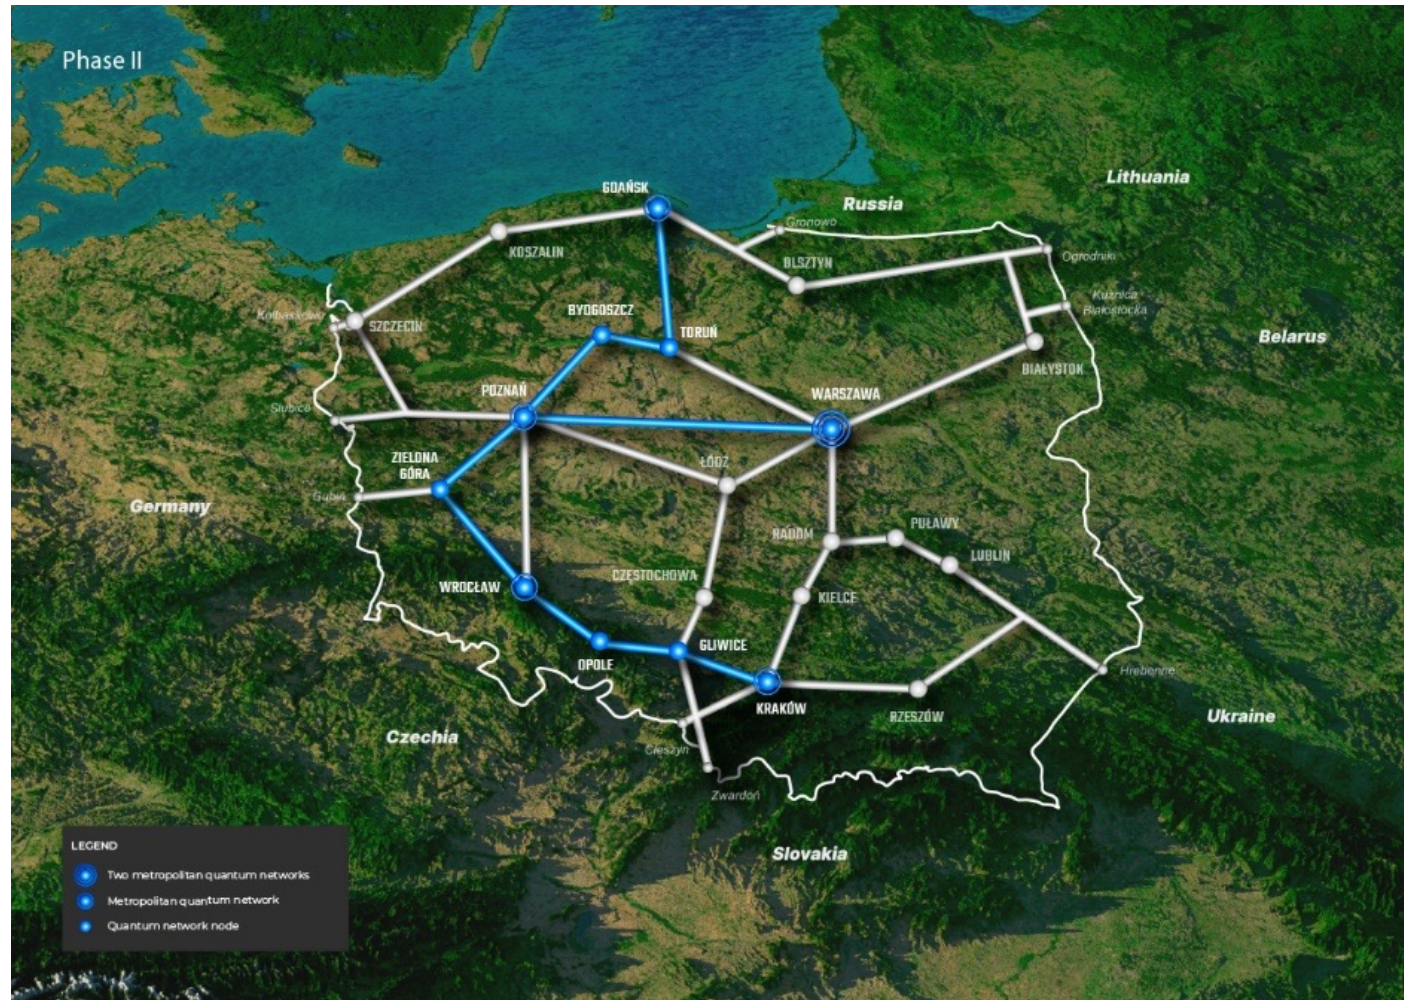 Phase II
Lithuania
GDAŃSK
Russia
Gronowo
KOSZALIN
BLSZTYN
Ogrodniki
Kuźnica
Białostocka
Kołbaskowo
SZCZECIN
BYDGOSZCZ
TORUŃ
Belarus
BIAŁYSTOK
POZNAŃ
WARSZAWA
Słubice
ZIELONA
GÓRA
ŁÓDZ
Germany
Gubin
RADOM
PUŁAWY
LUBLIN
WROCŁAW
CZĘSTOCHOWA
KIELCE
GLIWICE
OPOLE
Hrebenne
KRAKÓW
RZESZÓW
Ukraine
Czechia
Cieszyn
Zwardoń
LEGEND
Slovakia
Two metropolitan quantum networks
Metropolitan quantum network
Quantum network node